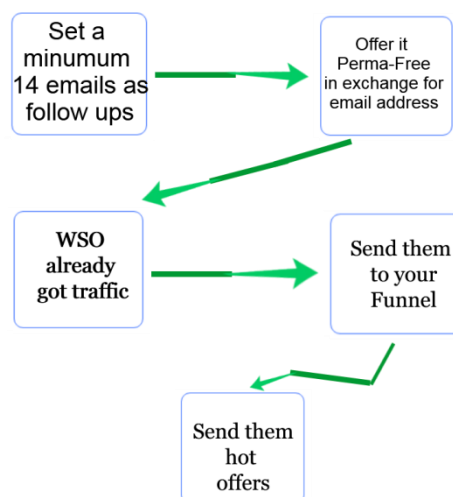 Set a
minumum
14 emails as
follow ups
Offer it
Perma-Free
in exchange for
email address
WSO
already
got traffic
Send them
to your
Funnel
Send them
hot
offers